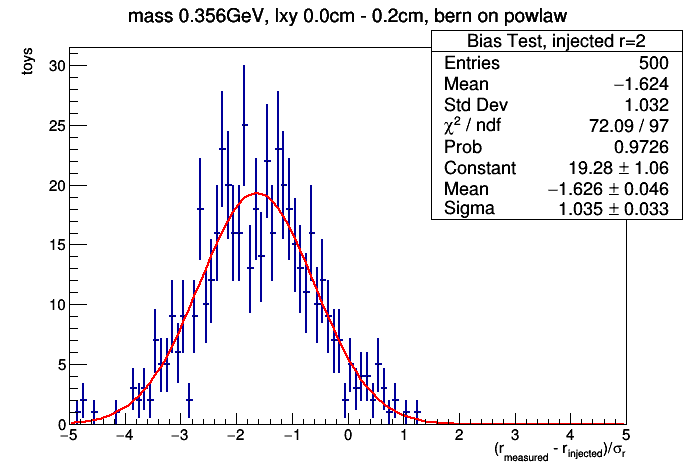 mass 0.356GeV, lxy 0.0cm - 0.2cm, bern on powlaw
Bias Test, injected r=2
Entries 500
Mean −1.624
Std Dev 1.032
χ² / ndf 72.09 / 97
Prob 0.9726
Constant 19.28 ± 1.06
Mean −1.626 ± 0.046
Sigma 1.035 ± 0.033
toys
30
25
20
15
10
5
0
−5 −4 −3 −2 −1 0 1 2 3 4 5
(r_measured - r_injected)/σ_r